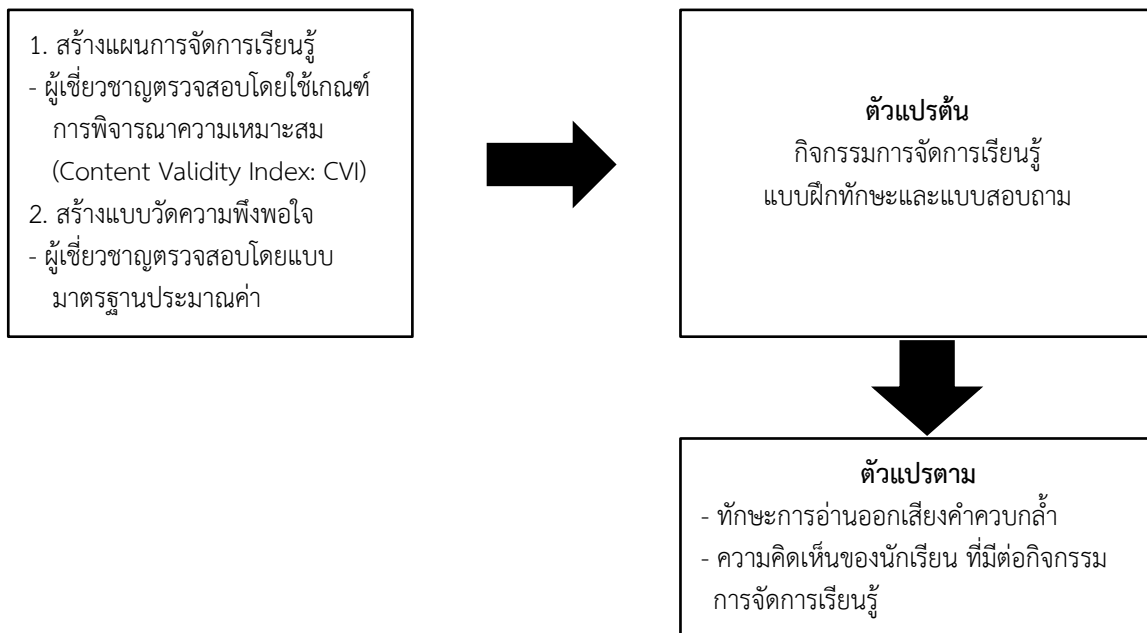 1. สร้างแผนการจัดการเรียนรู้
- ผู้เชี่ยวชาญตรวจสอบโดยใช้เกณฑ์
การพิจารณาความเหมาะสม
(Content Validity Index: CVI)
2. สร้างแบบวัดความพึงพอใจ
- ผู้เชี่ยวชาญตรวจสอบโดยแบบ
มาตรฐานประมาณค่า
ตัวแปรต้น
กิจกรรมการจัดการเรียนรู้
แบบฝึกทักษะและแบบสอบถาม
ตัวแปรตาม
- ทักษะการอ่านออกเสียงคำควบกล้ำ
- ความคิดเห็นของนักเรียน ที่มีต่อกิจกรรม
การจัดการเรียนรู้